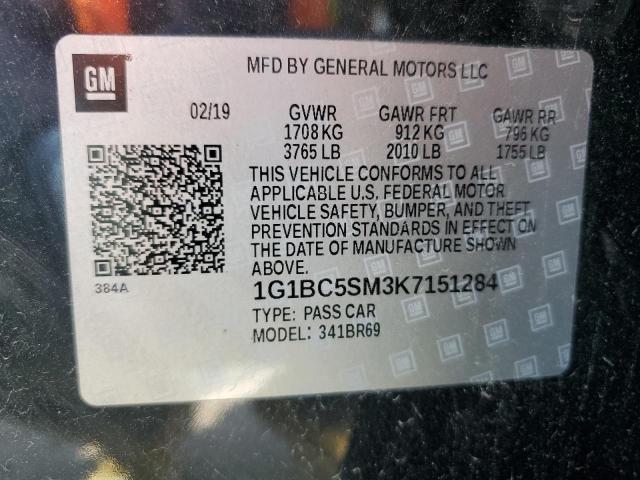 GM
MFD BY GENERAL MOTORS LLC
02/19 GVWR GAWR FRT GAWR RR
1708 KG 912 KG 796 KG
3765 LB 2010 LB 1755 LB
THIS VEHICLE CONFORMS TO ALL
APPLICABLE U.S. FEDERAL MOTOR
VEHICLE SAFETY, BUMPER, AND THEFT
PREVENTION STANDARDS IN EFFECT ON
THE DATE OF MANUFACTURE SHOWN
ABOVE.
384A
1G1BC5SM3K7151284
TYPE: PASS CAR
MODEL: 341BR69